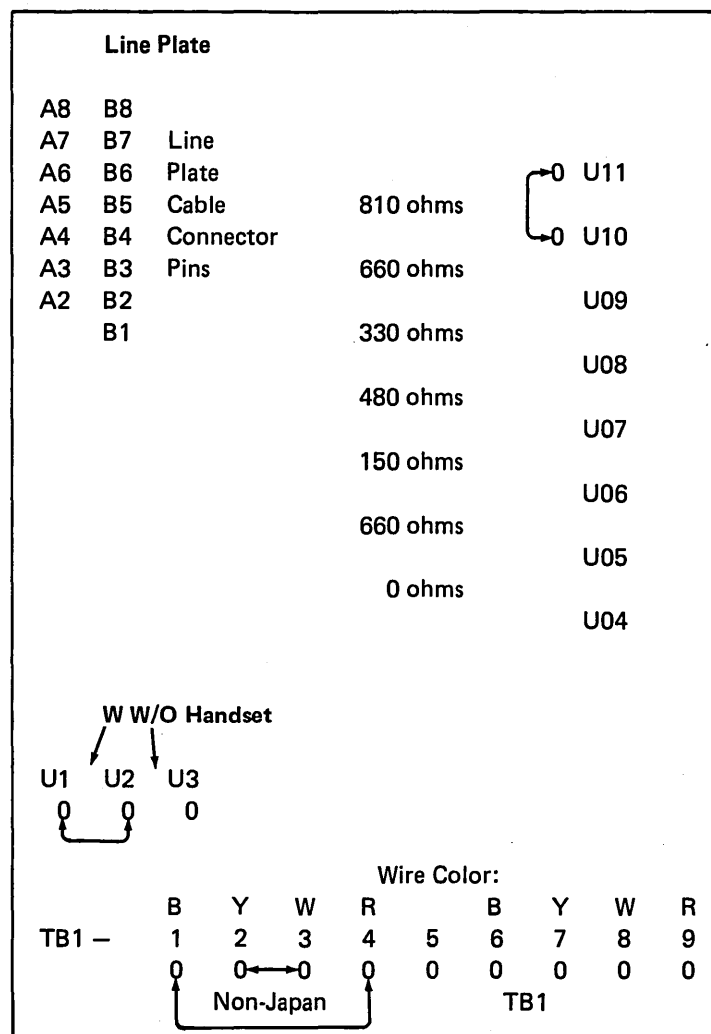 Line Plate
A8 B8
A7 B7 Line
A6 B6 Plate 0 U11
A5 B5 Cable 810 ohms
A4 B4 Connector 0 U10
A3 B3 Pins 660 ohms
A2 B2 U09
B1 330 ohms
U08
480 ohms
U07
150 ohms
U06
660 ohms
U05
0 ohms
U04
W W/O Handset
U1 U2 U3
0 0 0
Wire Color:
B Y W R B Y W R
TB1 – 1 2 3 4 5 6 7 8 9
0 0 0 0 0 0 0 0 0
Non-Japan TB1